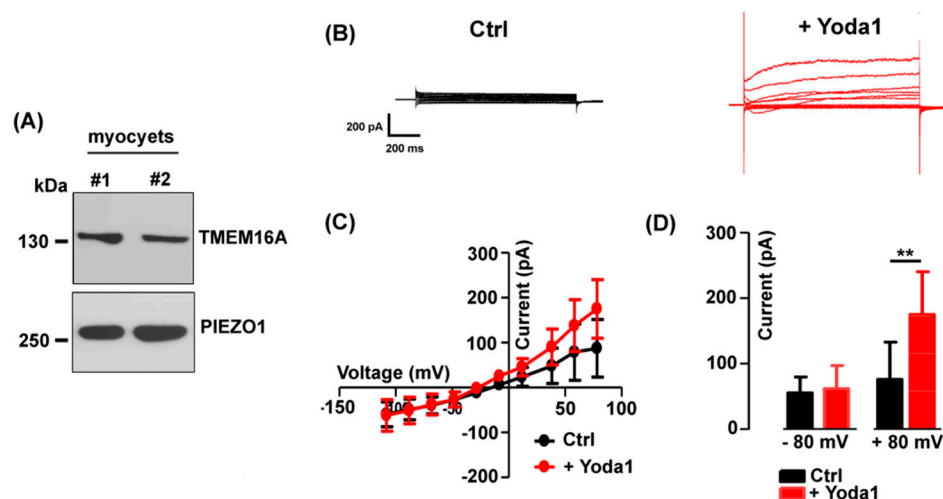 (A)
myocyets
kDa
#1 #2
130
TMEM16A
250
PIEZO1
(B)
Ctrl
+ Yoda1
200 pA
200 ms
(C)
300
200
100
-100
-200
Current (pA)
Voltage (mV)
-150 -100 -50 50 100
Ctrl
+ Yoda1
(D)
300
200
100
0
Current (pA)
**
- 80 mV + 80 mV
Ctrl
+ Yoda1